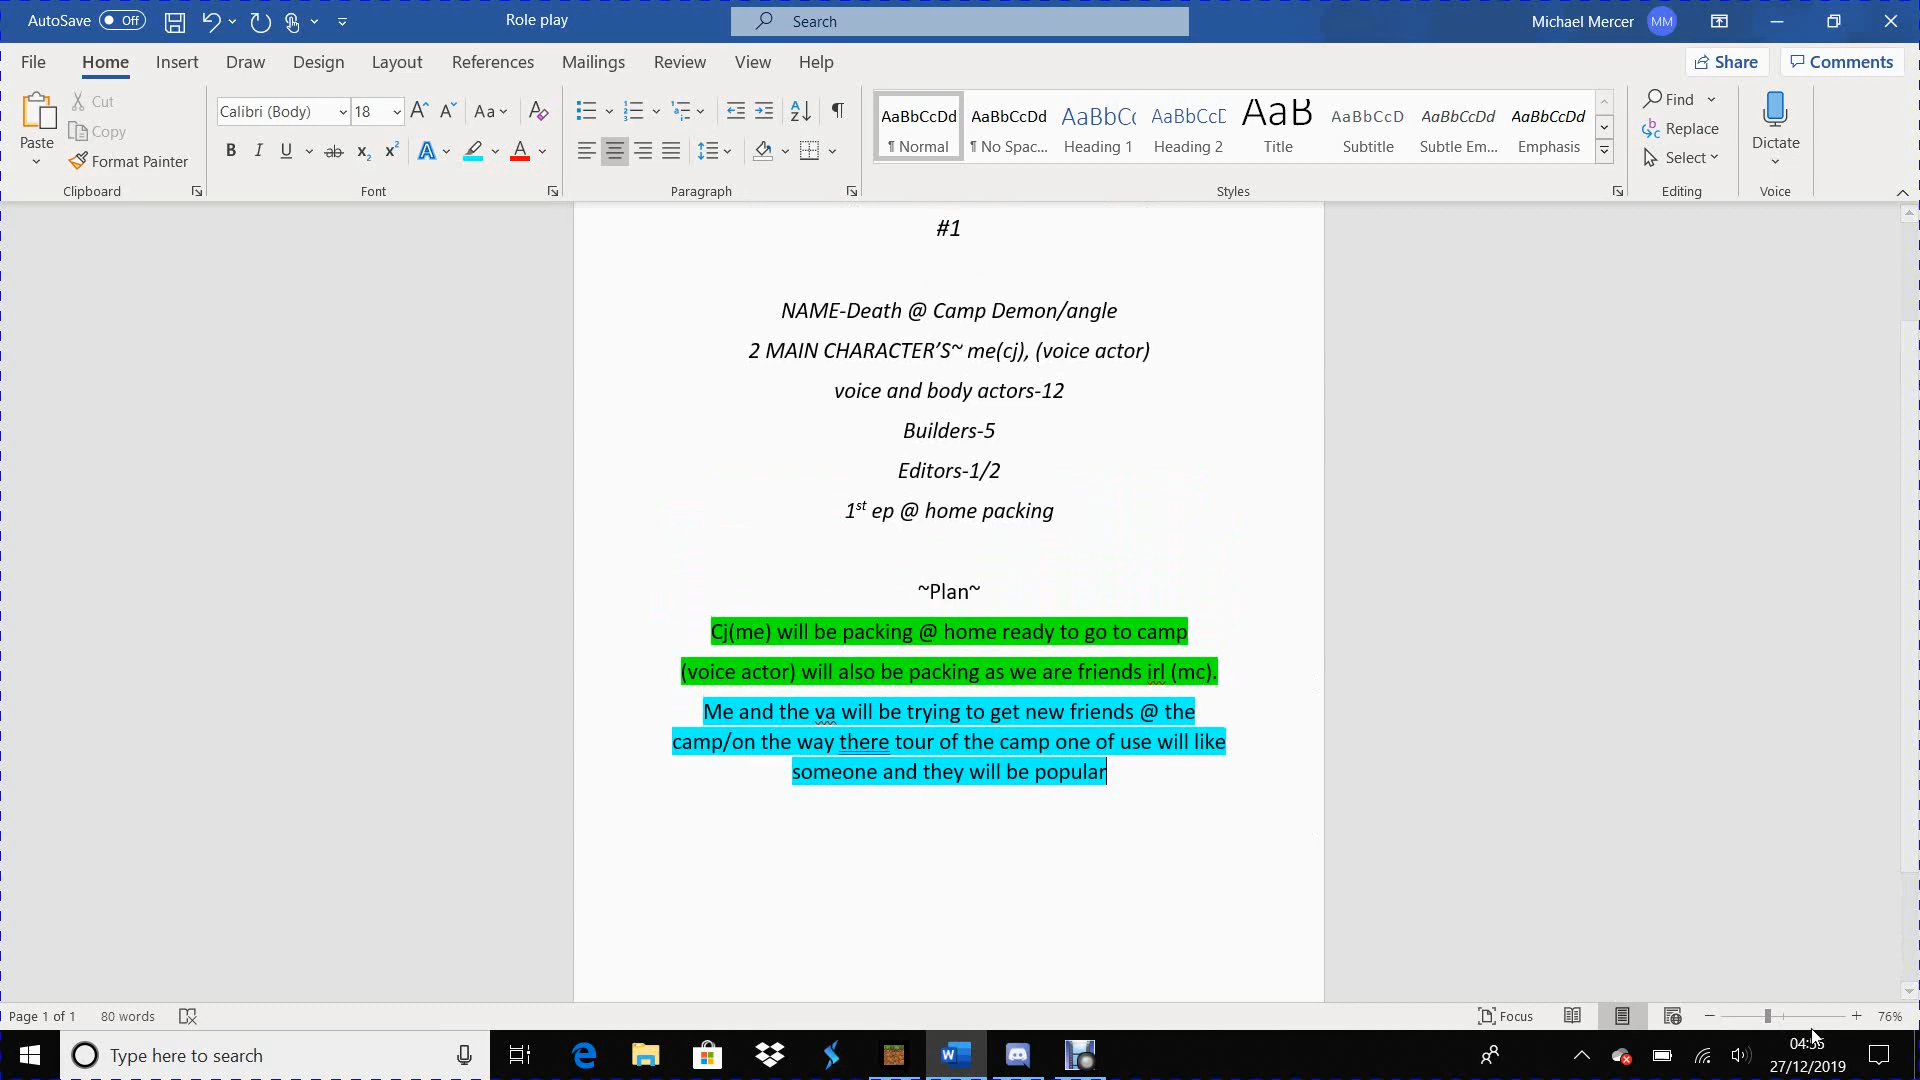 AutoSave Off Role play Search Michael Mercer MM
File Home Insert Draw Design Layout References Mailings Review View Help Share Comments
Paste Cut Copy Format Painter Clipboard
Calibri (Body) 18 A^ A˅ Aa A
B I U ab x₂ x² A A Font
Paragraph
AaBbCcDd AaBbCcDd AaBbCc AaBbCcD AaB AaBbCcD AaBbCcDd AaBbCcDd
¶ Normal ¶ No Spac... Heading 1 Heading 2 Title Subtitle Subtle Em... Emphasis
Styles
Find Replace Select Editing
Dictate Voice
#1
NAME-Death @ Camp Demon/angle
2 MAIN CHARACTER’S~ me(cj), (voice actor)
voice and body actors-12
Builders-5
Editors-1/2
1st ep @ home packing
~Plan~
Cj(me) will be packing @ home ready to go to camp
(voice actor) will also be packing as we are friends irl (mc).
Me and the va will be trying to get new friends @ the
camp/on the way there tour of the camp one of use will like
someone and they will be popular
Page 1 of 1 80 words Focus 76%
Type here to search
27/12/2019